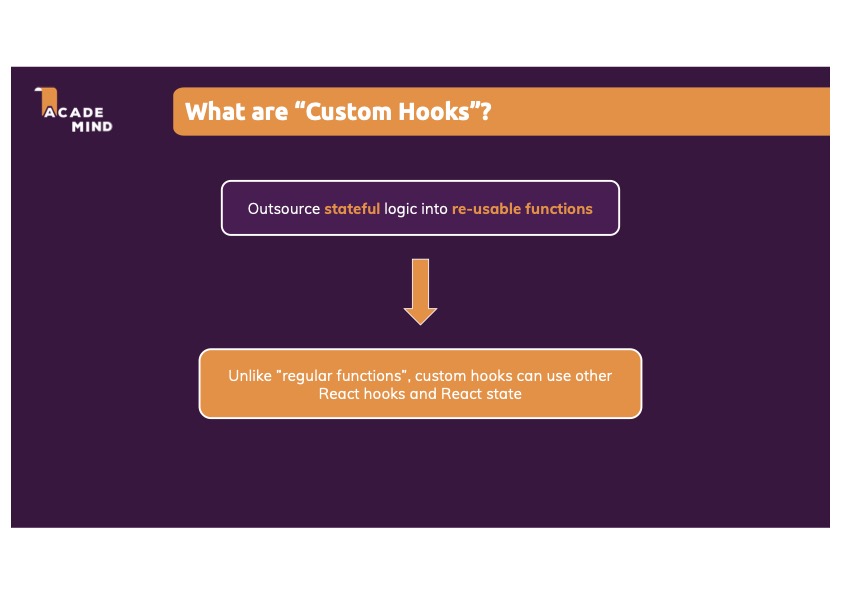 ACADE
MIND
What are “Custom Hooks”?
Outsource stateful logic into re-usable functions
Unlike “regular functions”, custom hooks can use other
React hooks and React state